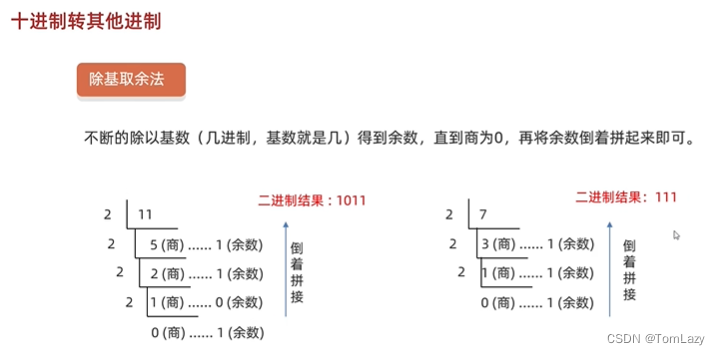 十进制转其他进制
除基取余法
不断的除以基数（几进制，基数就是几）得到余数，直到商为0，再将余数倒着拼起来即可。
二进制结果：1011
2 11
2 5 (商) ...... 1 (余数)
2 2 (商) ...... 1 (余数)
2 1 (商) ...... 0 (余数)
0 (商) ...... 1 (余数)
倒着拼接
二进制结果：111
2 7
2 3 (商) ...... 1 (余数)
2 1 (商) ...... 1 (余数)
0 (商) ...... 1 (余数)
倒着拼接
CSDN @TomLazy